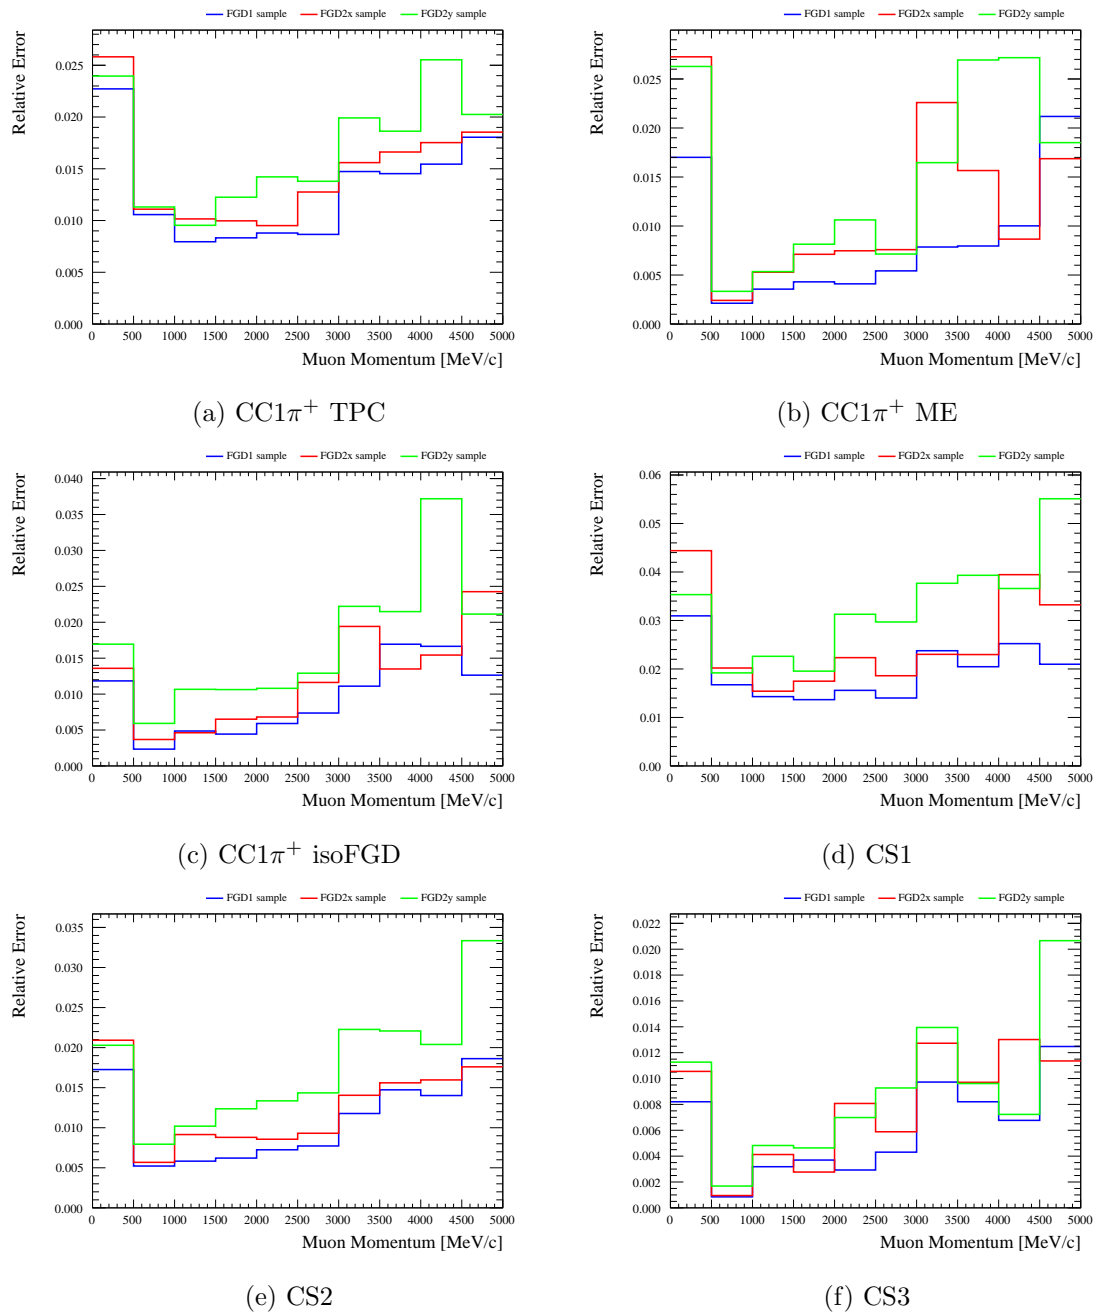 FGD1 sample FGD2x sample FGD2y sample
Relative Error
0.025
0.020
0.015
0.010
0.005
0.000
0 500 1000 1500 2000 2500 3000 3500 4000 4500 5000
Muon Momentum [MeV/c]
(a) CC1π⁺ TPC
FGD1 sample FGD2x sample FGD2y sample
Relative Error
0.025
0.020
0.015
0.010
0.005
0.000
0 500 1000 1500 2000 2500 3000 3500 4000 4500 5000
Muon Momentum [MeV/c]
(b) CC1π⁺ ME
FGD1 sample FGD2x sample FGD2y sample
Relative Error
0.040
0.035
0.030
0.025
0.020
0.015
0.010
0.005
0.000
0 500 1000 1500 2000 2500 3000 3500 4000 4500 5000
Muon Momentum [MeV/c]
(c) CC1π⁺ isoFGD
FGD1 sample FGD2x sample FGD2y sample
Relative Error
0.06
0.05
0.04
0.03
0.02
0.01
0.00
0 500 1000 1500 2000 2500 3000 3500 4000 4500 5000
Muon Momentum [MeV/c]
(d) CS1
FGD1 sample FGD2x sample FGD2y sample
Relative Error
0.035
0.030
0.025
0.020
0.015
0.010
0.005
0.000
0 500 1000 1500 2000 2500 3000 3500 4000 4500 5000
Muon Momentum [MeV/c]
(e) CS2
FGD1 sample FGD2x sample FGD2y sample
Relative Error
0.022
0.020
0.018
0.016
0.014
0.012
0.010
0.008
0.006
0.004
0.002
0.000
0 500 1000 1500 2000 2500 3000 3500 4000 4500 5000
Muon Momentum [MeV/c]
(f) CS3